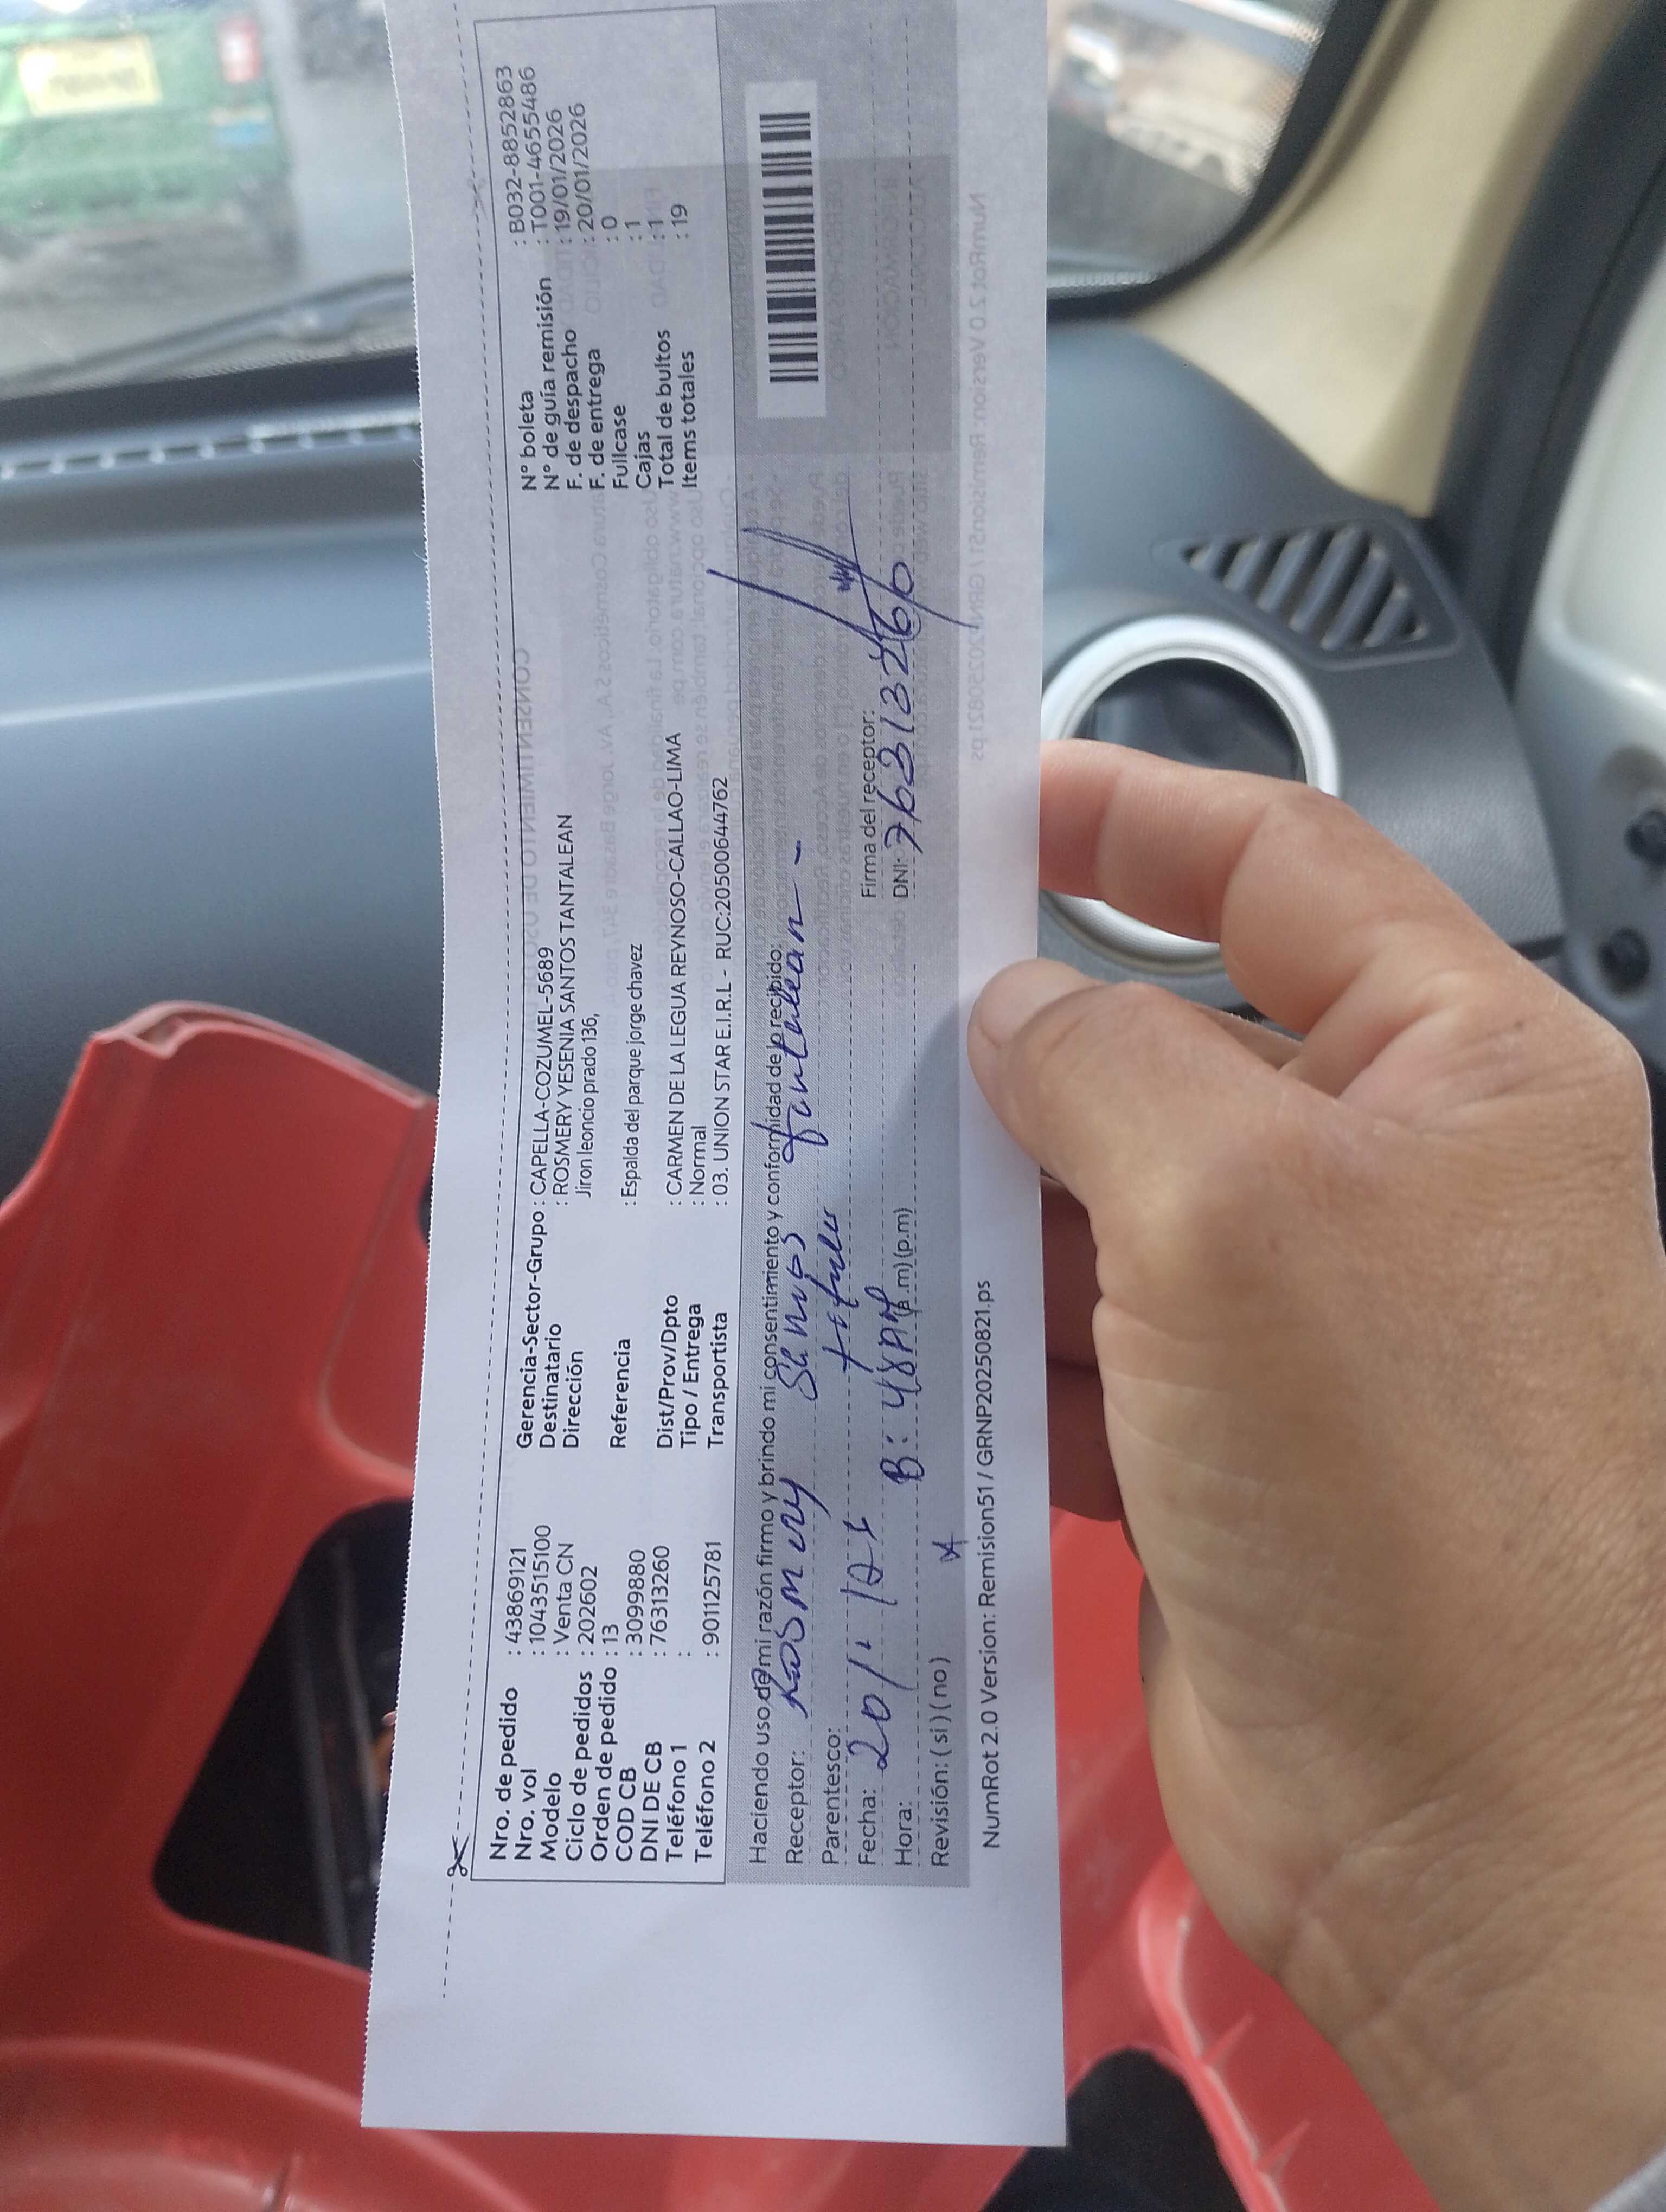 Nro. de pedido : 43869121
Nro. vol : 1043515100
Modelo : Venta CN
Ciclo de pedidos : 202602
Orden de pedido : 13
COD CB : 3099880
DNI DE CB : 76313260
Teléfono 1 :
Teléfono 2 : 901125781
Gerencia-Sector-Grupo : CAPELLA-COZUMEL-5689
Destinatario : ROSMERY YESENIA SANTOS TANTALEAN
Dirección Jiron leoncio prado 136,
Referencia : Espalda del parque jorge chavez
Dist/Prov/Dpto : CARMEN DE LA LEGUA REYNOSO-CALLAO-LIMA
Tipo / Entrega : Normal
Transportista : 03. UNION STAR E.I.R.L - RUC:20500644762
N° boleta : B032-88528863
N° de guía remisión : T001-46555486
F. de despacho : 19/01/2026
F. de entrega : 20/01/2026
Fullcase : 0
Cajas : 1
Total de bultos : 1
Items totales : 19
Haciendo uso de mi razón firmo y brindo mi consentimiento y conformidad de lo recibido:
Receptor: Rosmery Santos Tantalean
Parentesco: titular
Fecha: 20/
Firma del receptor:
Hora: 8:48AM (a.m) (p.m)
DNI: 763132
Revisión: ( si ) ( no )
NumRot 2.0 Version: Remision51 / GRNP20250821.ps